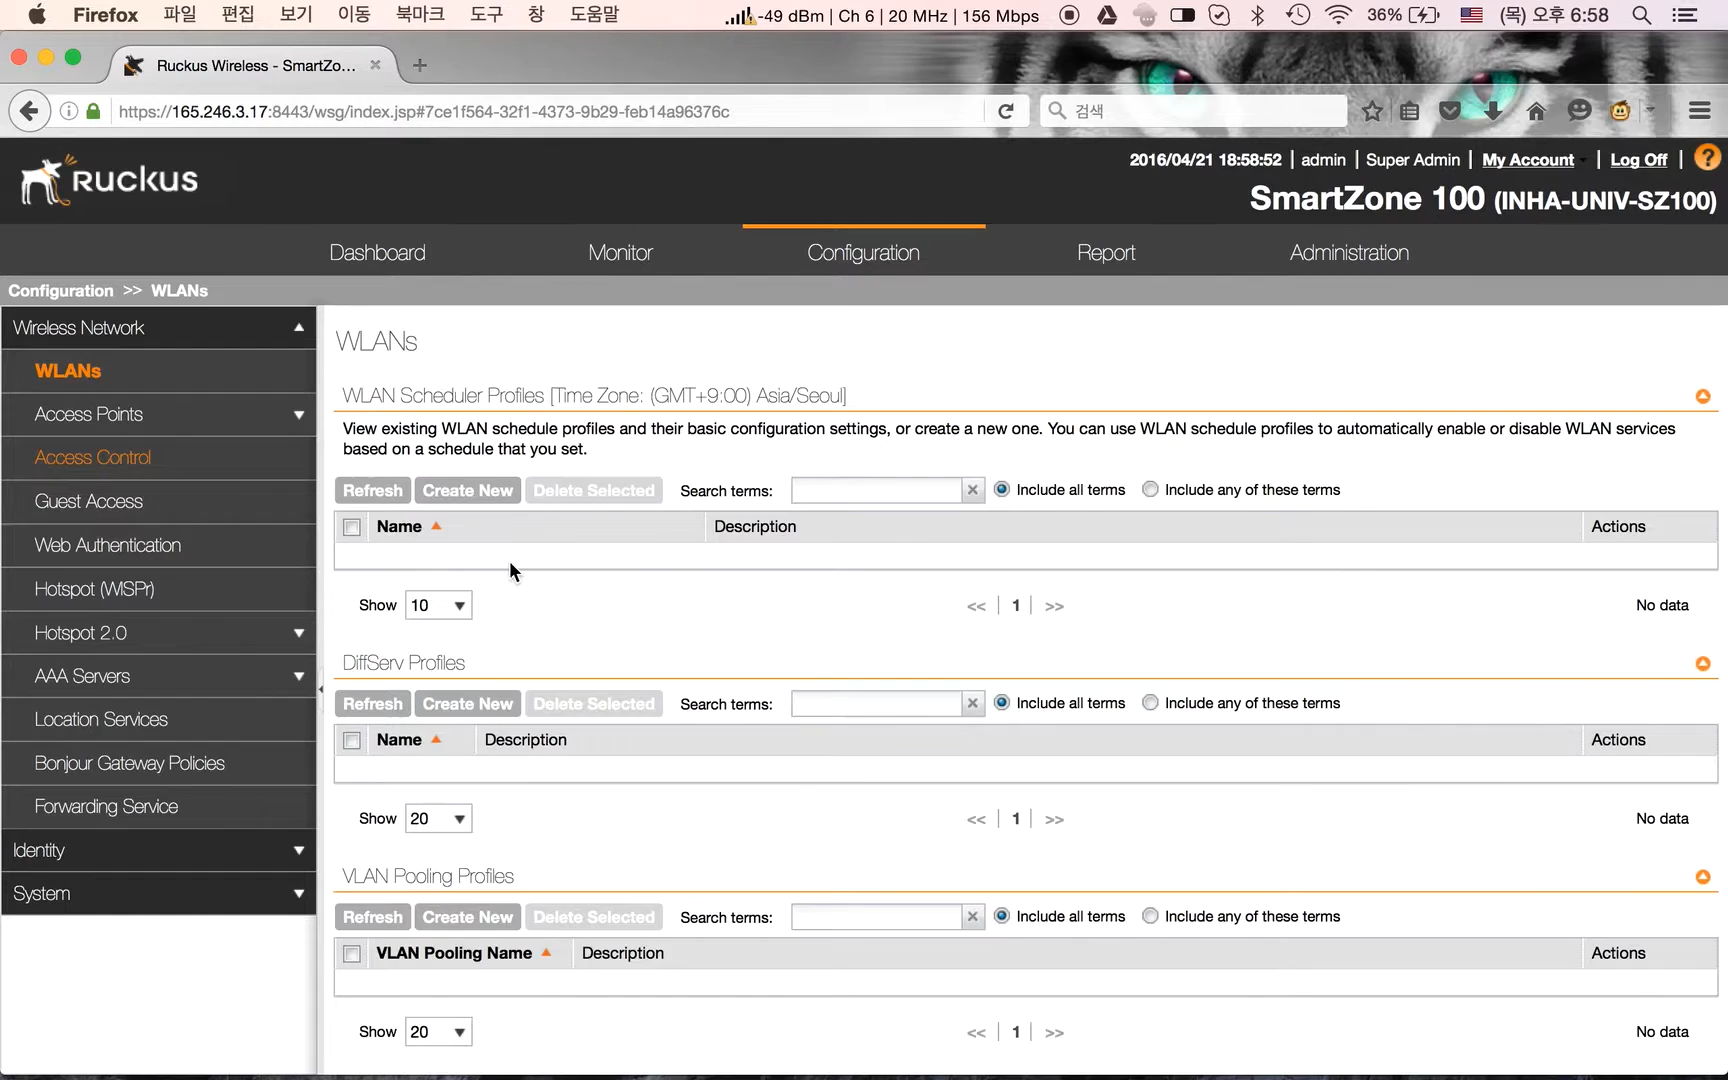 Firefox 파일 편집 보기 이동 북마크 도구 창 도움말 -49 dBm | Ch 6 | 20 MHz | 156 Mbps 36% (목) 오후 6:58
Ruckus Wireless - SmartZo...
https://165.246.3.17:8443/wsg/index.jsp#7ce1f564-32f1-4373-9b29-feb14a96376c 검색
2016/04/21 18:58:52 | admin | Super Admin | My Account | Log Off | ?
Ruckus
SmartZone 100 (INHA-UNIV-SZ100)
Dashboard Monitor Configuration Report Administration
Configuration >> WLANs
Wireless Network
WLANs
Access Points
Access Control
Guest Access
Web Authentication
Hotspot (WISPr)
Hotspot 2.0
AAA Servers
Location Services
Bonjour Gateway Policies
Forwarding Service
Identity
System
WLANs
WLAN Scheduler Profiles [Time Zone: (GMT+9:00) Asia/Seoul]
View existing WLAN schedule profiles and their basic configuration settings, or create a new one. You can use WLAN schedule profiles to automatically enable or disable WLAN services
based on a schedule that you set.
Refresh Create New Delete Selected Search terms: Include all terms Include any of these terms
Name Description Actions
Show 10 << | 1 | >> No data
DiffServ Profiles
Refresh Create New Delete Selected Search terms: Include all terms Include any of these terms
Name Description Actions
Show 20 << | 1 | >> No data
VLAN Pooling Profiles
Refresh Create New Delete Selected Search terms: Include all terms Include any of these terms
VLAN Pooling Name Description Actions
Show 20 << | 1 | >> No data